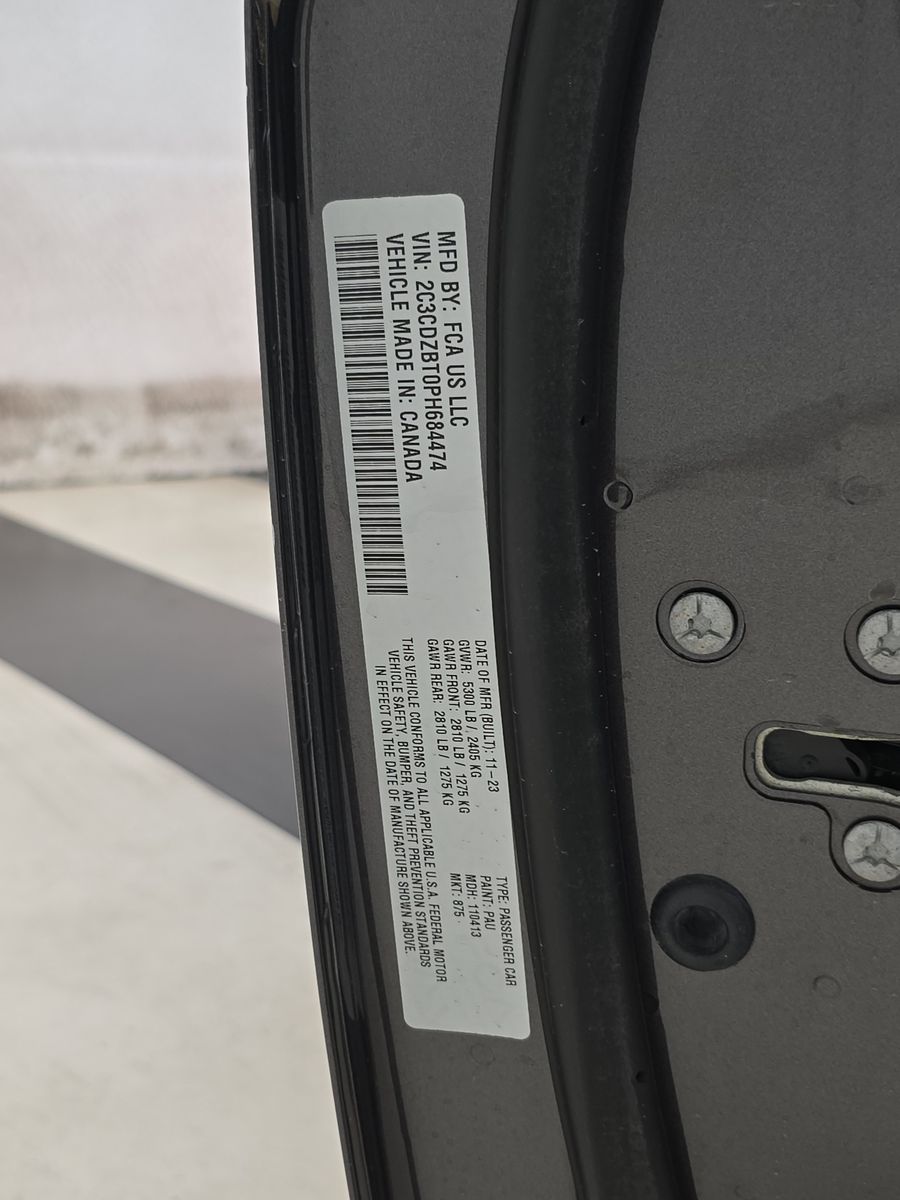 MFD BY: FCA US LLC
VIN: 2C3CDZBT0PH684474
VEHICLE MADE IN: CANADA
DATE OF MFR (BUILT): 11-23
GVWR: 5300 LB / 2405 KG
GAWR FRONT: 2810 LB / 1275 KG
GAWR REAR: 2810 LB / 1275 KG
THIS VEHICLE CONFORMS TO ALL APPLICABLE U.S.A. FEDERAL MOTOR
VEHICLE SAFETY, BUMPER, AND THEFT PREVENTION STANDARDS
IN EFFECT ON THE DATE OF MANUFACTURE SHOWN ABOVE.
TYPE: PASSENGER CAR
PAINT: PAU
MDH: 110413
MKT: 875